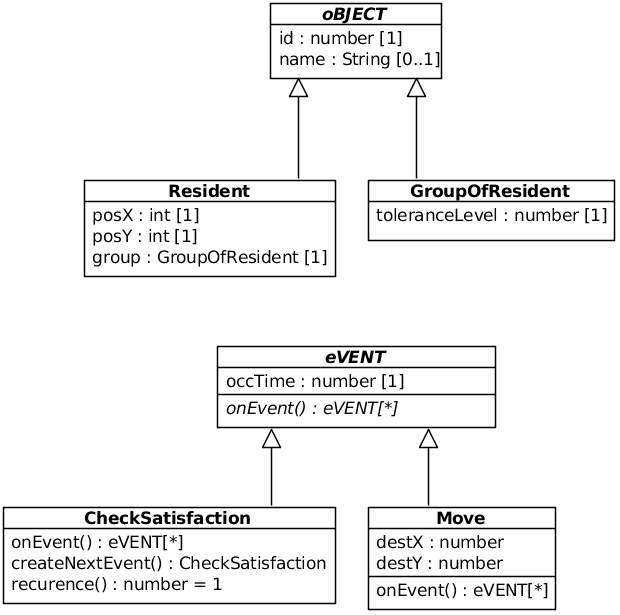 oBJECT
id : number [1]
name : String [0..1]
Resident
posX : int [1]
posY : int [1]
group : GroupOfResident [1]
GroupOfResident
toleranceLevel : number [1]
eVENT
occTime : number [1]
onEvent() : eVENT[*]
CheckSatisfaction
onEvent() : eVENT[*]
createNextEvent() : CheckSatisfaction
recurence() : number = 1
Move
destX : number
destY : number
onEvent() : eVENT[*]